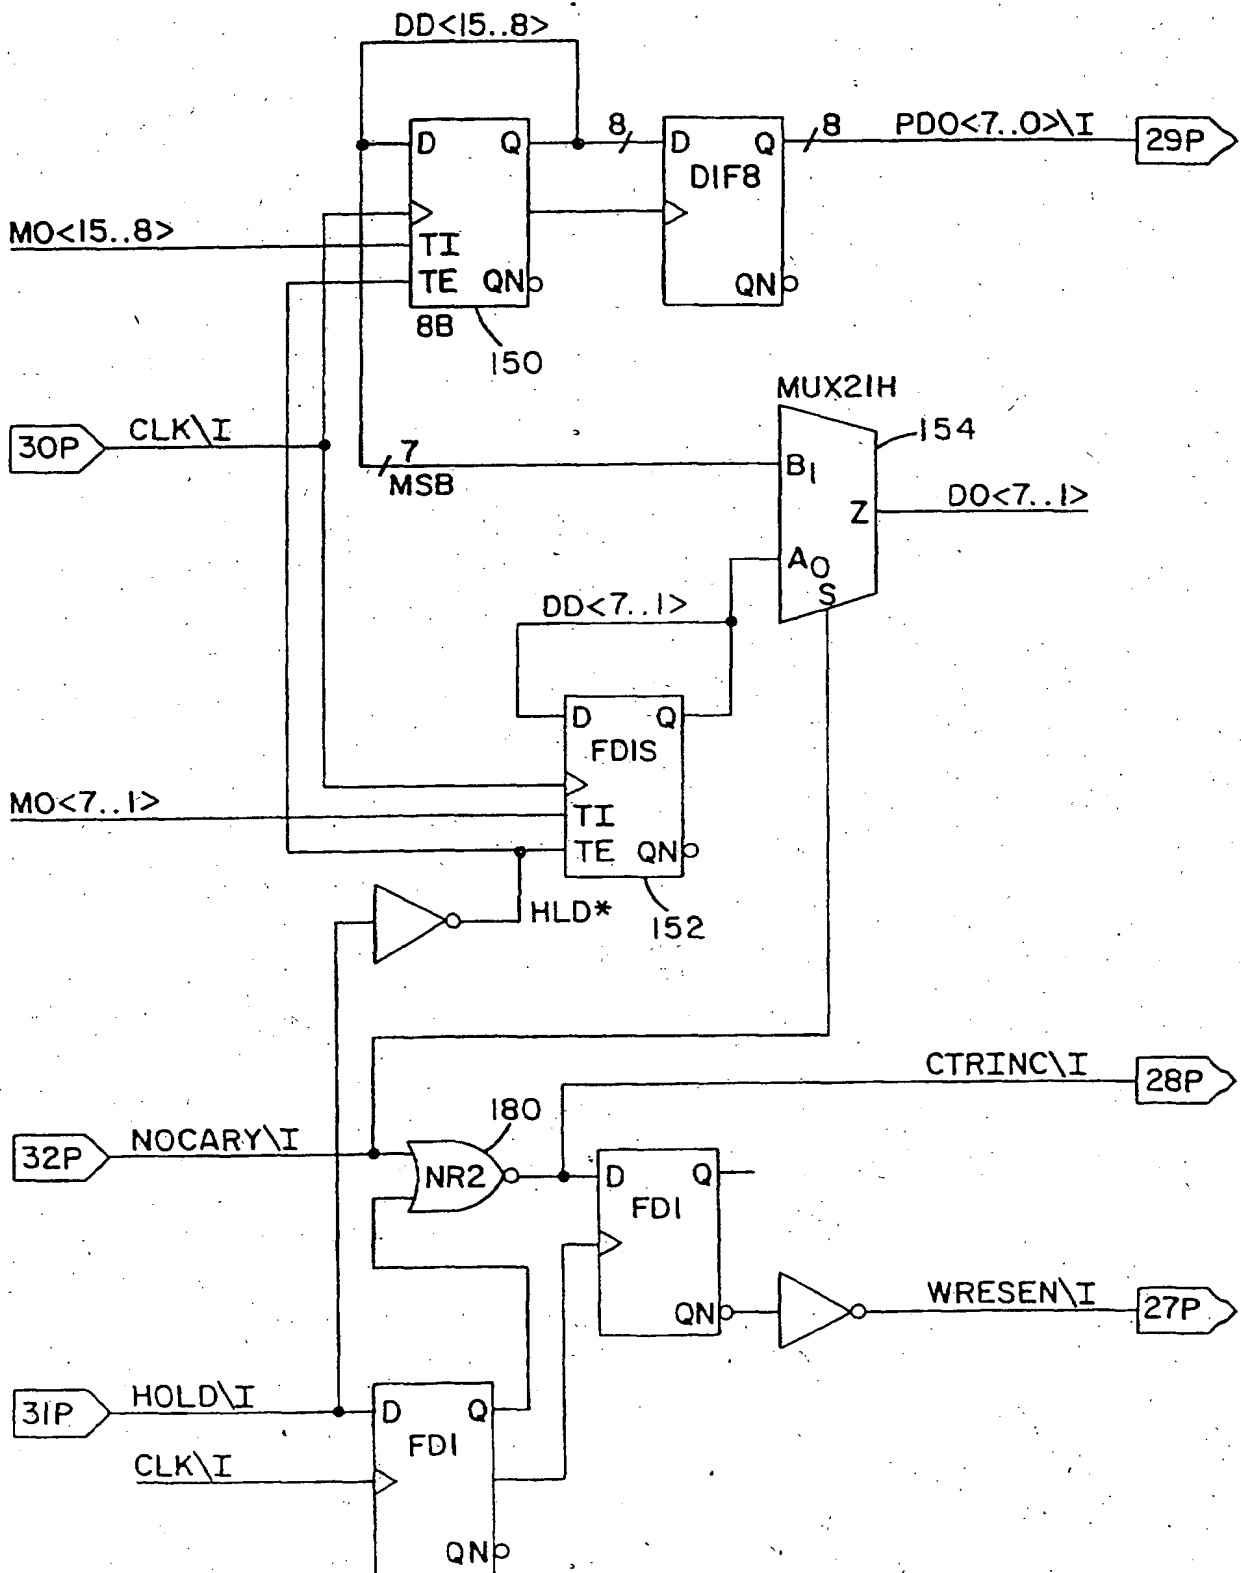 DD<15..8>
D Q
8
D Q
DIF8
8
PDO<7..0>\I
29P
MO<15..8>
TI
TE QN
8B
QN
150
MUX21H
30P
CLK\I
154
7
MSB
B1
Z
DO<7..1>
A0
S
DD<7..1>
D Q
FDIS
MO<7..1>
TI
TE QN
HLD*
152
CTRINC\I
28P
180
32P
NOCARY\I
NR2
D Q
FD1
QN
WRESEN\I
27P
31P
HOLD\I
D Q
FD1
CLK\I
QN